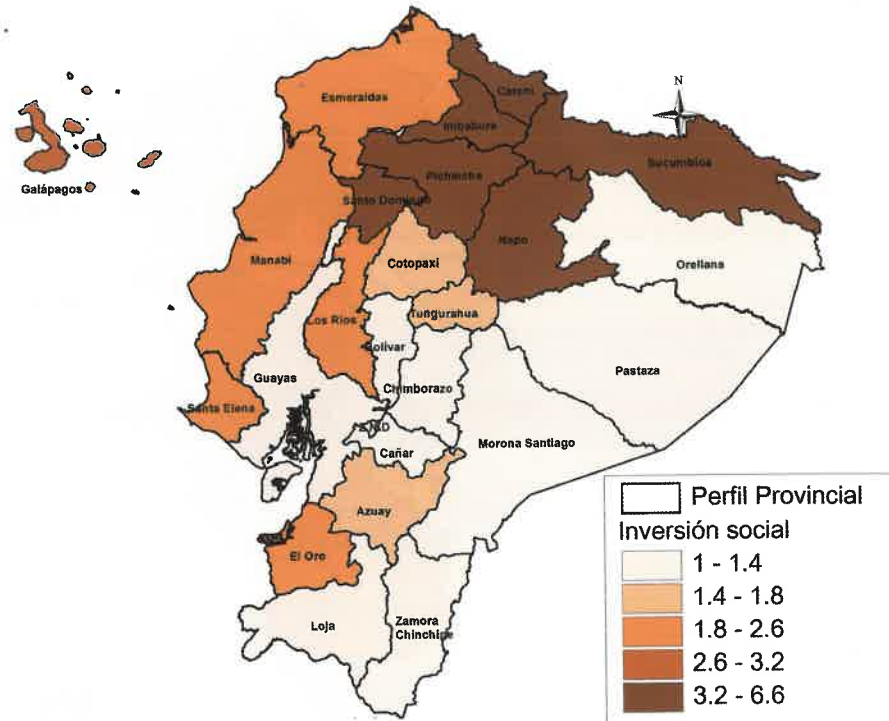 N
Esmeraldas
Carchi
Imbabura
Sucumbíos
Pichincha
Galápagos
Santo Domingo
Napo
Orellana
Cotopaxi
Manabí
Los Ríos
Tungurahua
Bolívar
Pastaza
Guayas
Chimborazo
Santa Elena
Morona Santiago
Cañar
Azuay
El Oro
Loja
Zamora
Chinchipe
Perfil Provincial
Inversión social
1 - 1.4
1.4 - 1.8
1.8 - 2.6
2.6 - 3.2
3.2 - 6.6